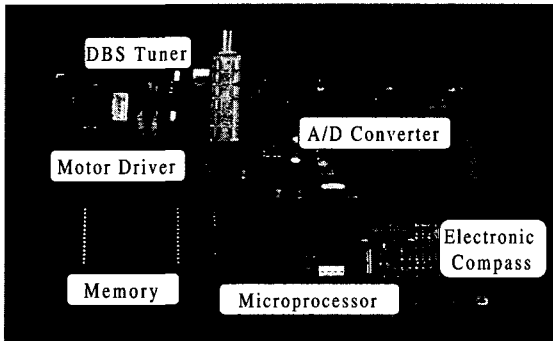 DBS Tuner
A/D Converter
Motor Driver
Electronic
Compass
Memory
Microprocessor